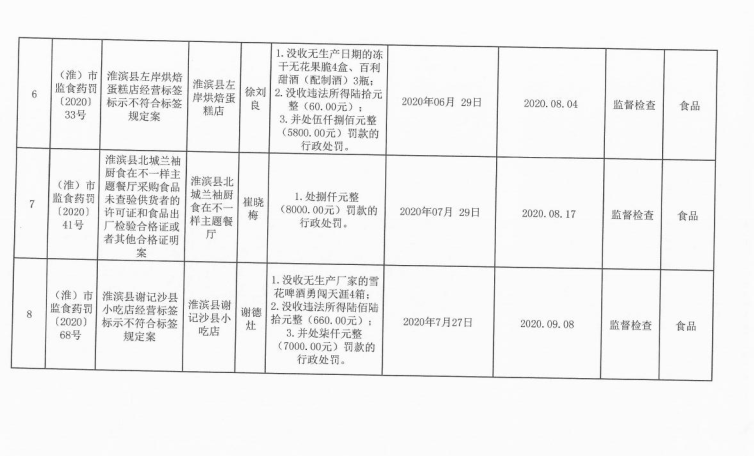 6
（淮）市
监食药罚
〔2020〕
33号
淮滨县左岸烘焙
蛋糕店经营标签
标示不符合标签
规定案
淮滨县左
岸烘焙蛋
糕店
徐刘
良
1.没收无生产日期的冻
干无花果脆4盒、百利
甜酒（配制酒）3瓶；
2.没收违法所得陆拾元
整（60.00元）；
3.并处伍仟捌佰元整
（5800.00元）罚款的
行政处罚。
2020年06月 29日
2020.08.04
监督检查
食品
7
（淮）市
监食药罚
〔2020〕
41号
淮滨县北城兰袖
厨食在不一样主
题餐厅采购食品
未查验供货者的
许可证和食品出
厂检验合格证或
者其他合格证明
案
淮滨县北
城兰袖厨
食在不一
样主题餐
厅
崔晓
梅
1.处捌仟元整
（8000.00元）罚款的
行政处罚。
2020年07月 29日
2020.08.17
监督检查
食品
8
（淮）市
监食药罚
〔2020〕
68号
淮滨县谢记沙县
小吃店经营标签
标示不符合标签
规定案
淮滨县谢
记沙县小
吃店
谢德
灶
1.没收无生产厂家的雪
花啤酒勇闯天涯4箱；
2.没收违法所得陆佰陆
拾元整（660.00元）；
3.并处柒仟元整
（7000.00元）罚款的
行政处罚。
2020年7月27日
2020.09.08
监督检查
食品